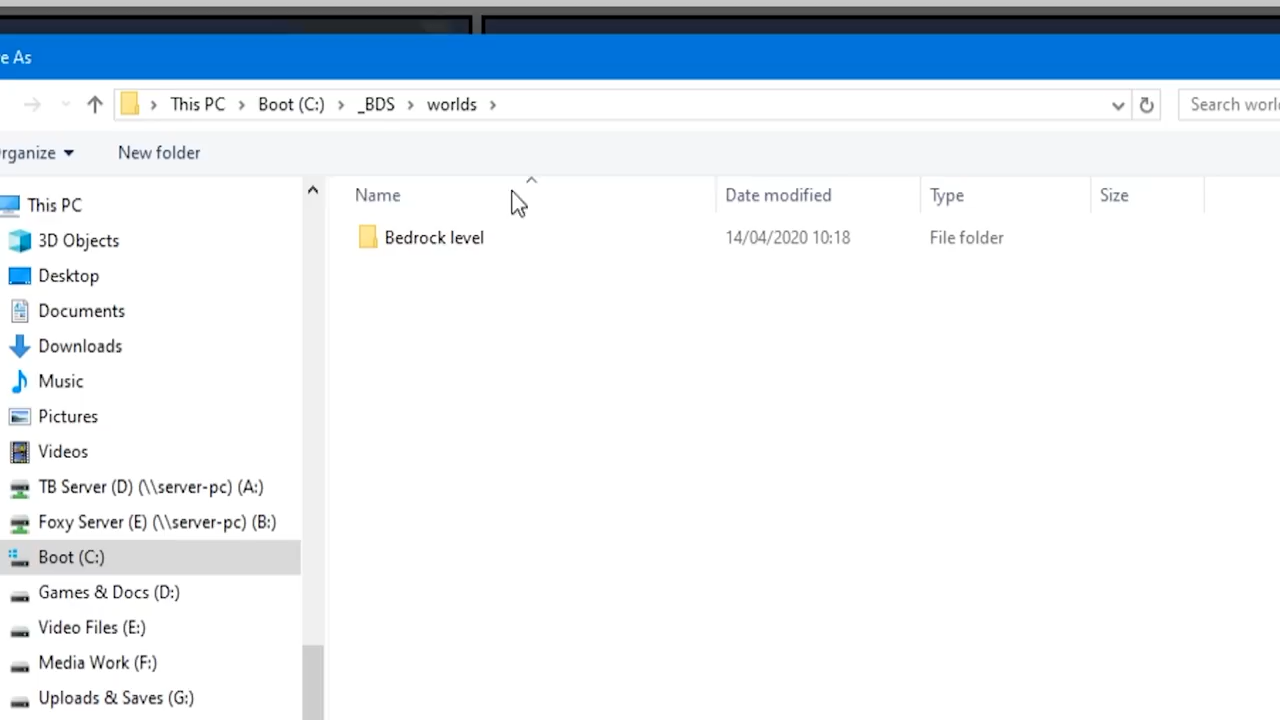 e As
This PC > Boot (C:) > _BDS > worlds >
Search worl
rganize
New folder
Name
Date modified
Type
Size
Bedrock level
14/04/2020 10:18
File folder
This PC
3D Objects
Desktop
Documents
Downloads
Music
Pictures
Videos
TB Server (D) (\\server-pc) (A:)
Foxy Server (E) (\\server-pc) (B:)
Boot (C:)
Games & Docs (D:)
Video Files (E:)
Media Work (F:)
Uploads & Saves (G:)